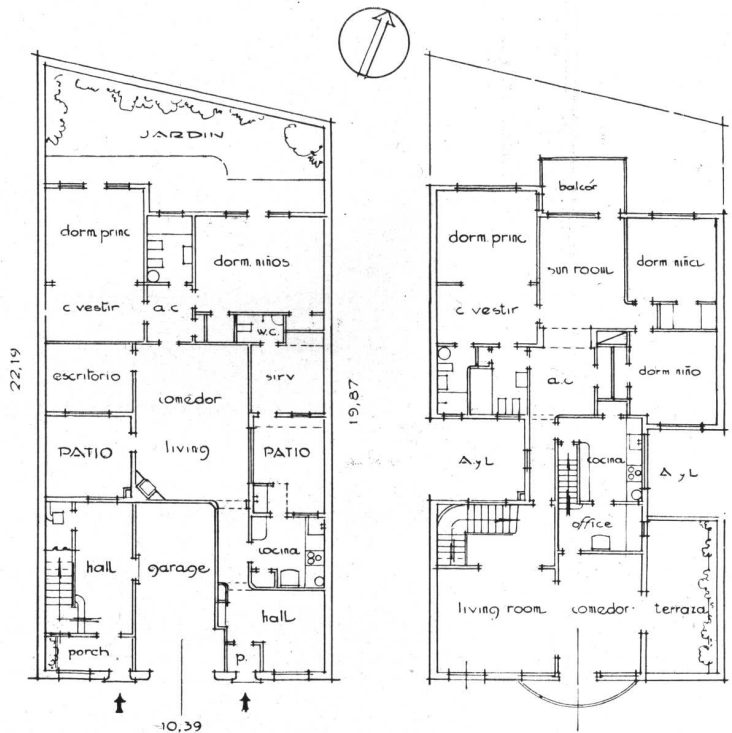 JARDIN
dorm. princ
dorm. niños
c vestir
a.c
w.c.
escritorio
comedor
sirv
22,19
19,87
PATIO
living
PATIO
hall
garage
cocina
hall
porch
p.
10,39
balcón
dorm. princ
sun room
dorm niña
c vestir
a.c
dorm niño
A.yL
cocina
A y L
office
living room
comedor
terraza